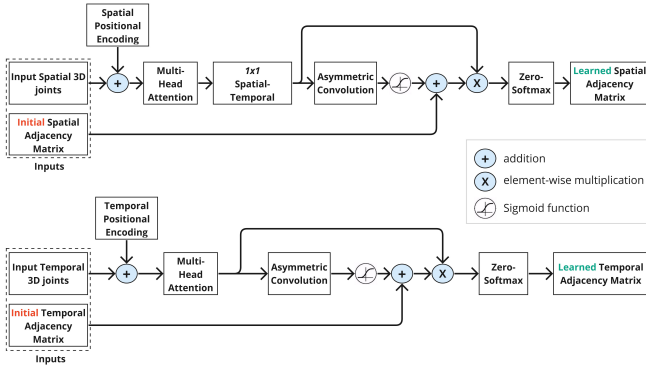 Spatial
Positional
Encoding
Input Spatial 3D
joints
+
Multi-
Head
Attention
1x1
Spatial-
Temporal
Asymmetric
Convolution
+
X
Zero-
Softmax
Learned Spatial
Adjacency
Matrix
Initial Spatial
Adjacency
Matrix
Inputs
+ addition
X element-wise multiplication
Sigmoid function
Temporal
Positional
Encoding
Input Temporal
3D joints
+
Multi-
Head
Attention
Asymmetric
Convolution
+
X
Zero-
Softmax
Learned Temporal
Adjacency Matrix
Initial Temporal
Adjacency
Matrix
Inputs